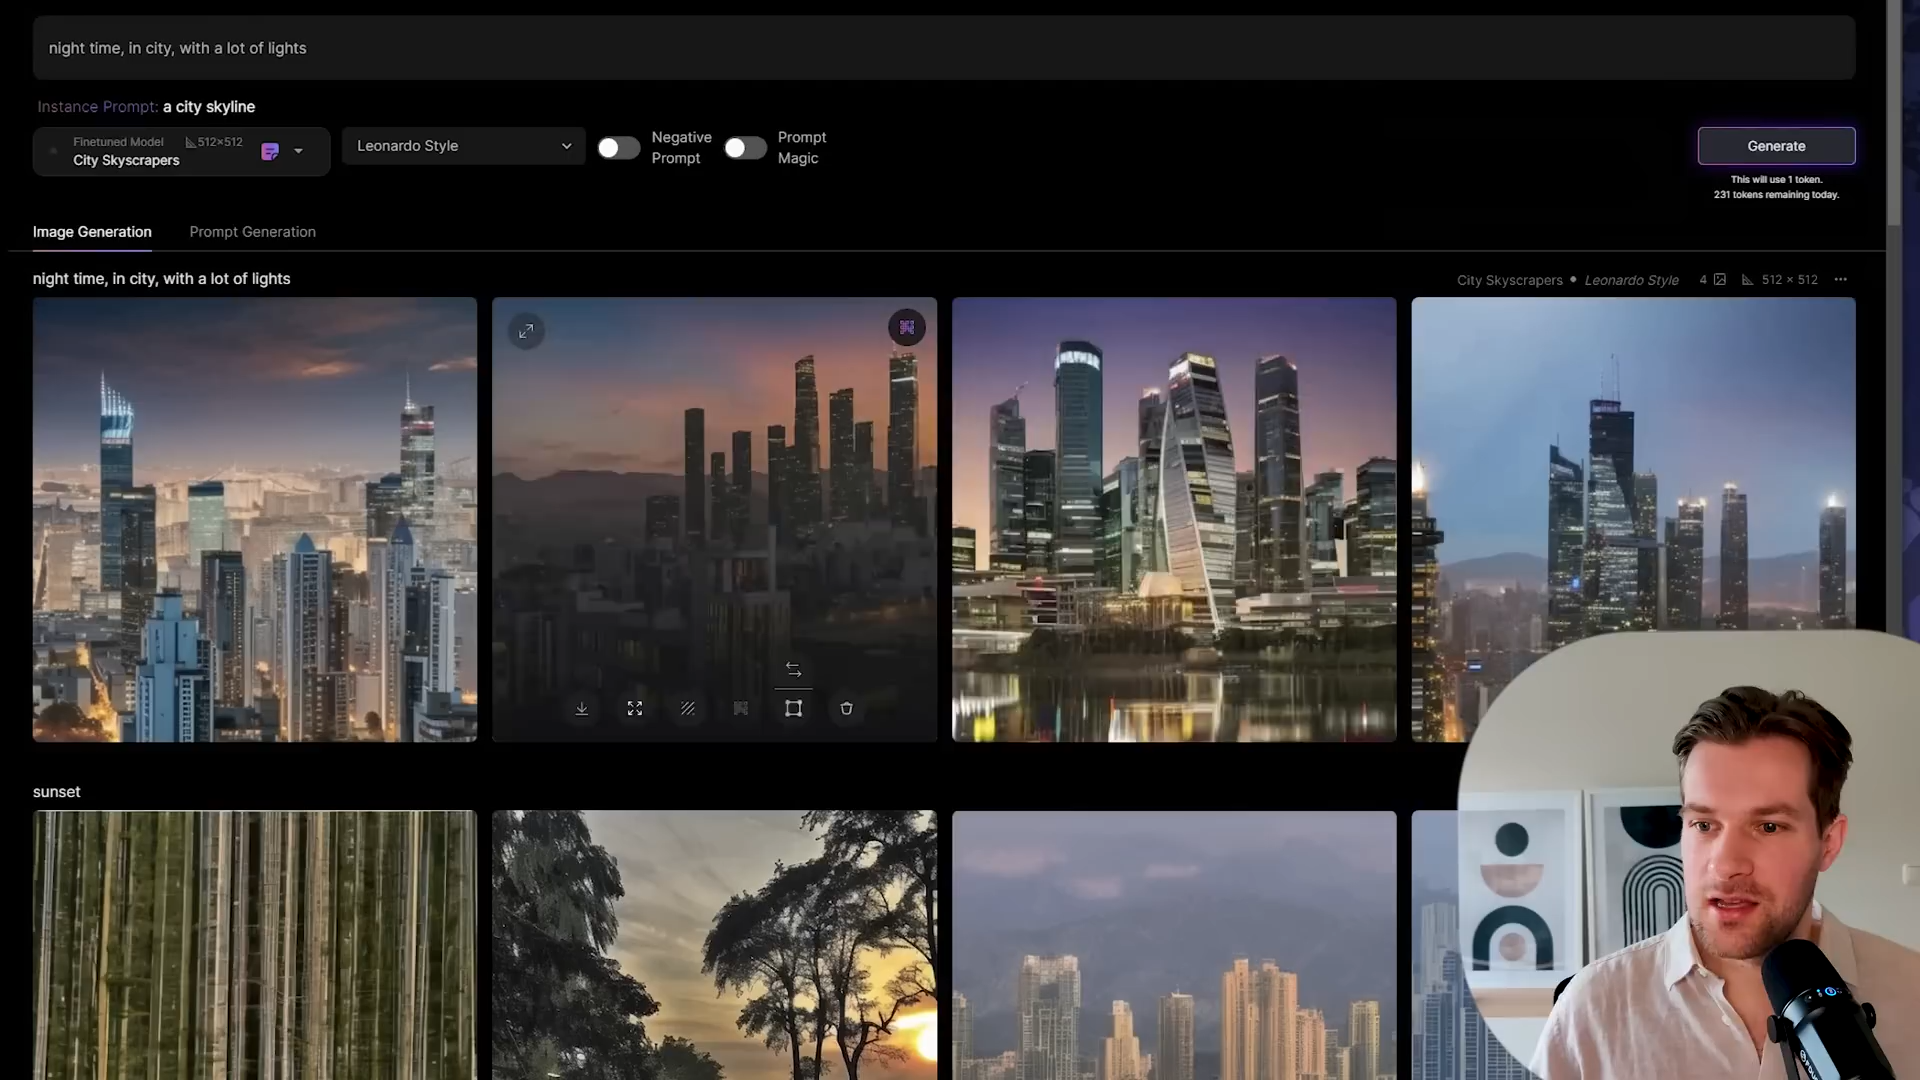 night time, in city, with a lot of lights
Instance Prompt: a city skyline
Finetuned Model 512×512
City Skyscrapers
Leonardo Style
Negative Prompt
Prompt Magic
Generate
This will use 1 token.
231 tokens remaining today.
Image Generation Prompt Generation
night time, in city, with a lot of lights
City Skyscrapers • Leonardo Style 4 512 × 512 ...
sunset